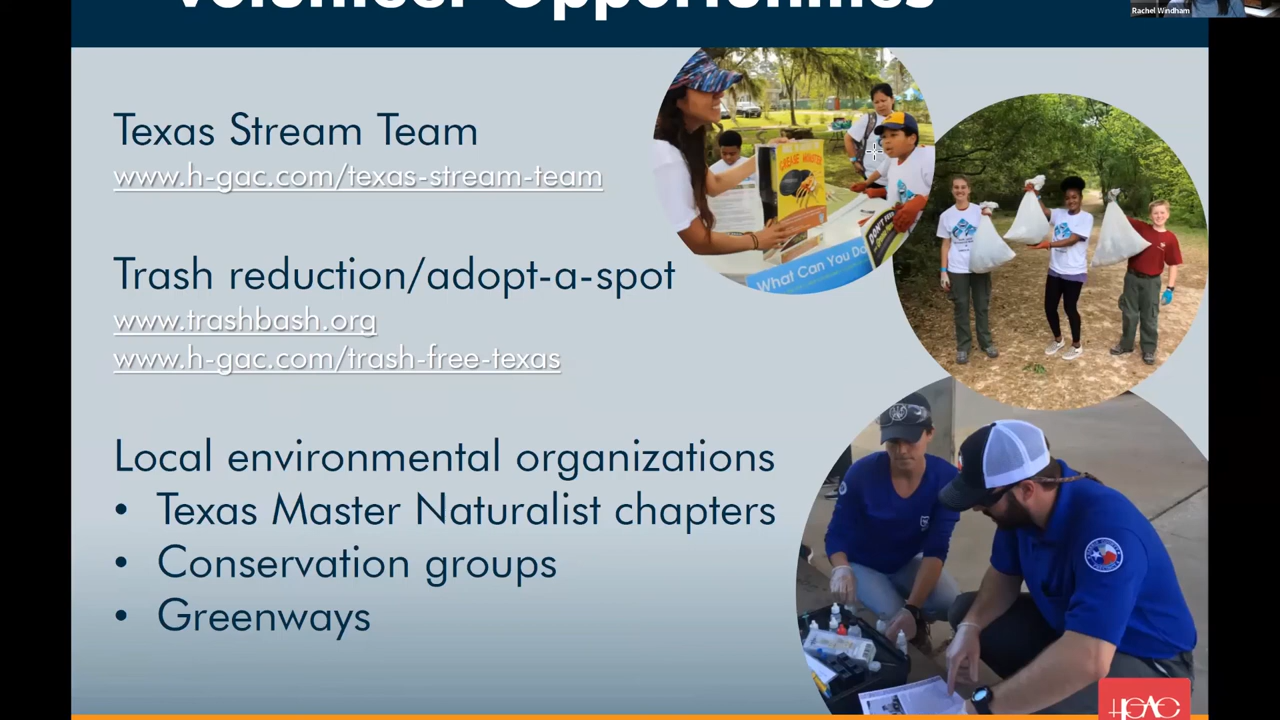 Volunteer Opportunities
Rachel Windham
Texas Stream Team
www.h-gac.com/texas-stream-team
Trash reduction/adopt-a-spot
www.trashbash.org
www.h-gac.com/trash-free-texas
Local environmental organizations
• Texas Master Naturalist chapters
• Conservation groups
• Greenways
GREASE MONSTER
What Can You Do